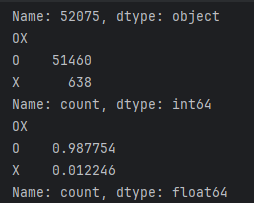 Name: 52075, dtype: object
OX
O    51460
X      638
Name: count, dtype: int64
OX
O    0.987754
X    0.012246
Name: count, dtype: float64